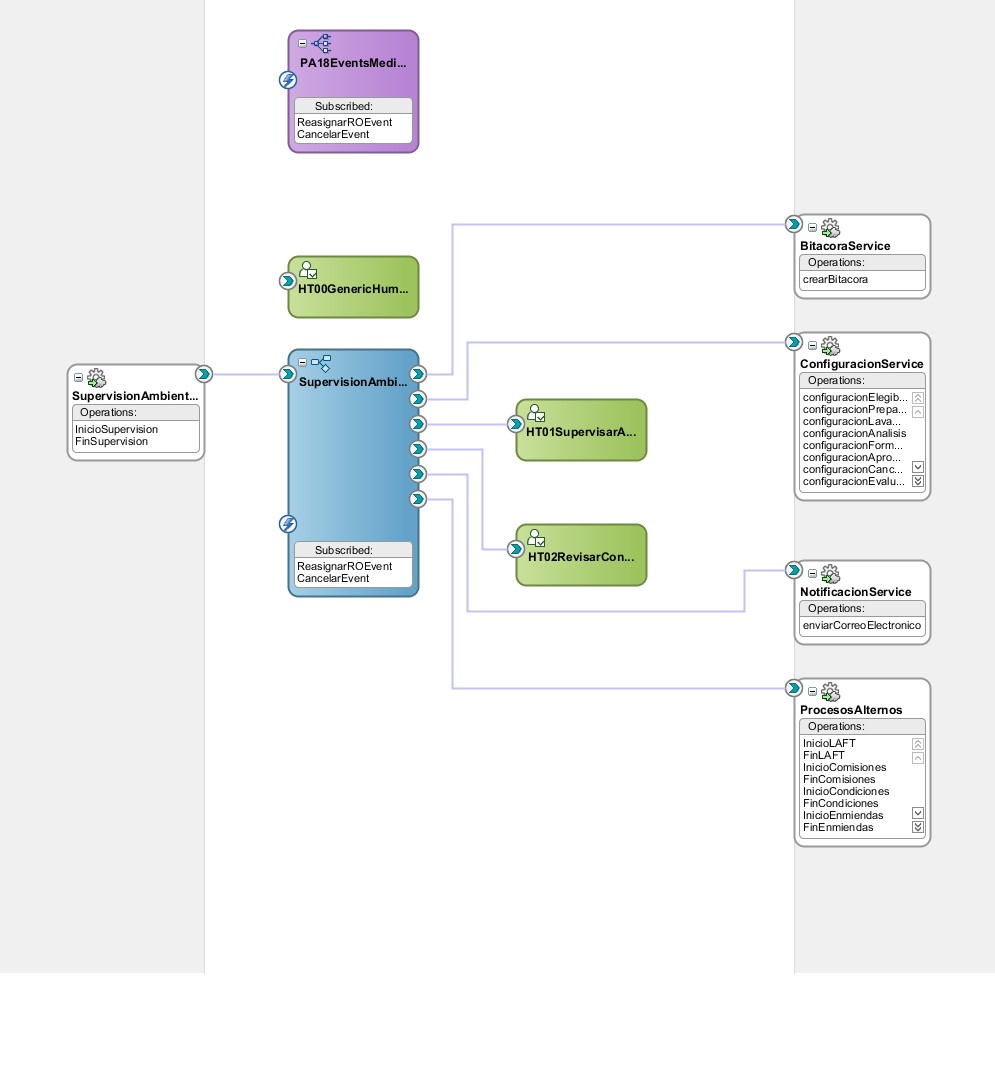 PA18EventsMedi...
Subscribed:
ReasignarROEvent
CancelarEvent
HT00GenericHum...
SupervisionAmbient...
Operations:
InicioSupervision
FinSupervision
SupervisionAmbi...
Subscribed:
ReasignarROEvent
CancelarEvent
HT01SupervisarA...
HT02RevisarCon...
BitacoraService
Operations:
crearBitacora
ConfiguracionService
Operations:
configuracionElegib...
configuracionPrepa...
configuracionLava...
configuracionAnalisis
configuracionForm...
configuracionApro...
configuracionCanc...
configuracionEvalu...
NotificacionService
Operations:
enviarCorreoElectronico
ProcesosAlternos
Operations:
InicioLAFT
FinLAFT
InicioComisiones
FinComisiones
InicioCondiciones
FinCondiciones
InicioEnmiendas
FinEnmiendas